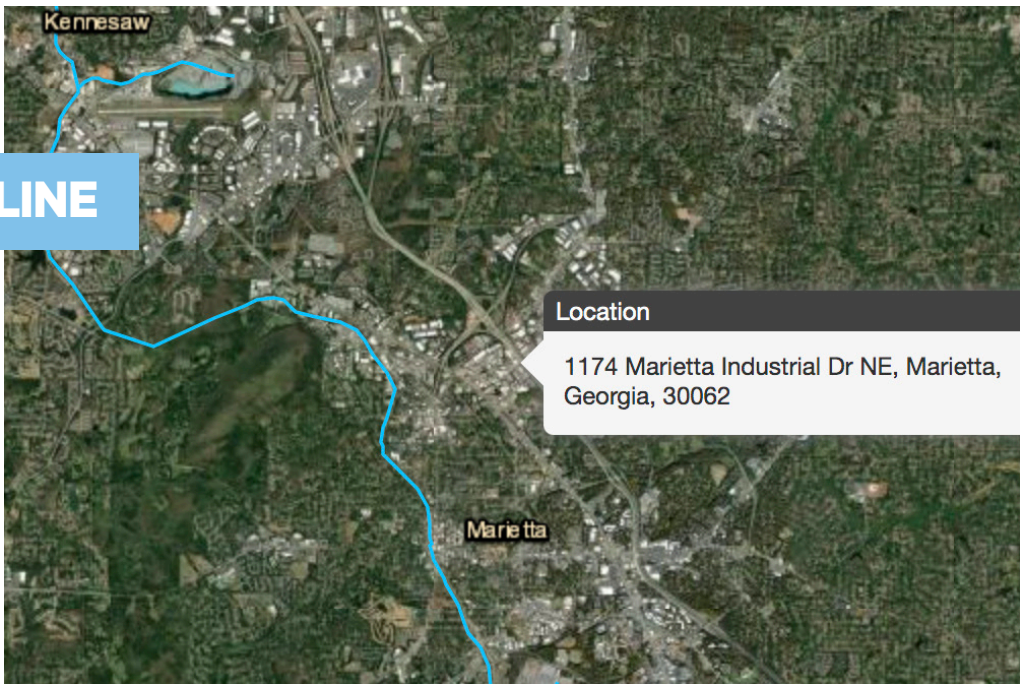 Kennesaw
LINE
Location
1174 Marietta Industrial Dr NE, Marietta,
Georgia, 30062
Marietta